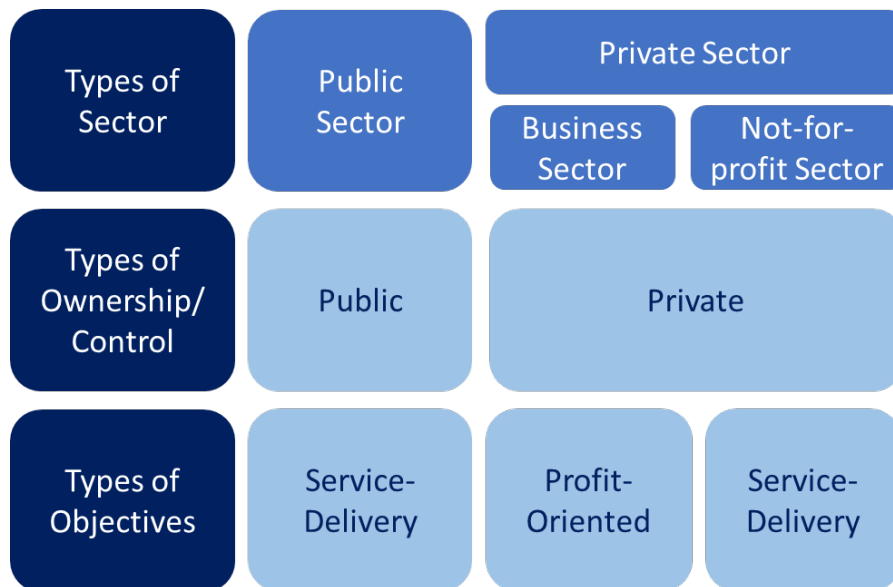 Types of
Sector
Public
Sector
Private Sector
Business
Sector
Not-for-
profit Sector
Types of
Ownership/
Control
Public
Private
Types of
Objectives
Service-
Delivery
Profit-
Oriented
Service-
Delivery